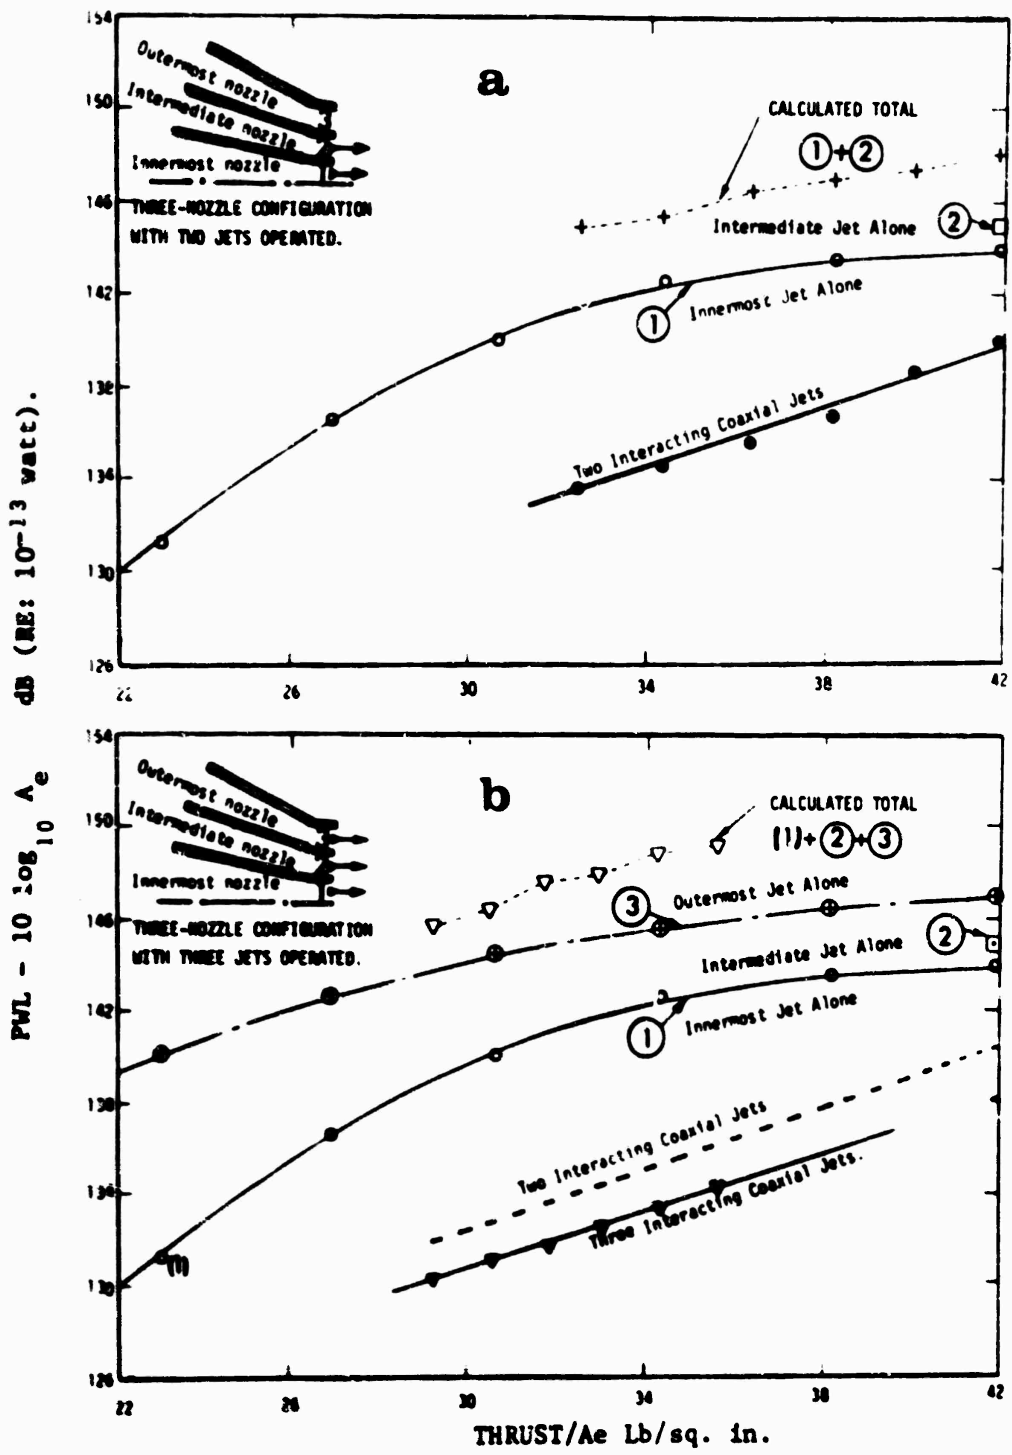 154
150
146
142
138
134
130
126
22
26
30
34
38
42
a
Outermost nozzle
Intermediate nozzle
Innermost nozzle
THREE-NOZZLE CONFIGURATION
WITH TWO JETS OPERATED.
CALCULATED TOTAL
1+2
Intermediate Jet Alone
2
1
Innermost Jet Alone
Two Interacting Coaxial Jets
PWL - 10 log10 Ae dB (RE: 10-13 watt).
154
150
146
142
138
134
130
126
22
26
30
34
38
42
b
Outermost nozzle
Intermediate nozzle
Innermost nozzle
THREE-NOZZLE CONFIGURATION
WITH THREE JETS OPERATED.
CALCULATED TOTAL
(1)+2+3
3
Outermost Jet Alone
2
Intermediate Jet Alone
1
Innermost Jet Alone
Two Interacting Coaxial Jets
Three Interacting Coaxial Jets.
(1)
THRUST/Ae Lb/sq. in.